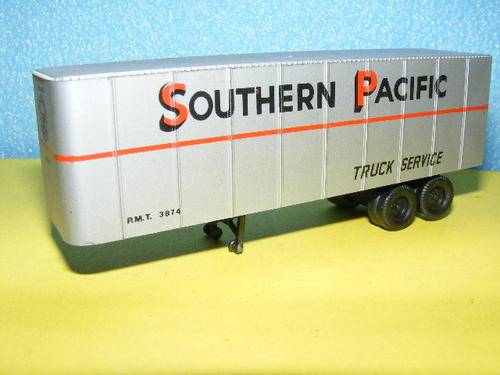 SOUTHERN PACIFIC
TRUCK SERVICE
P.M.T. 3874